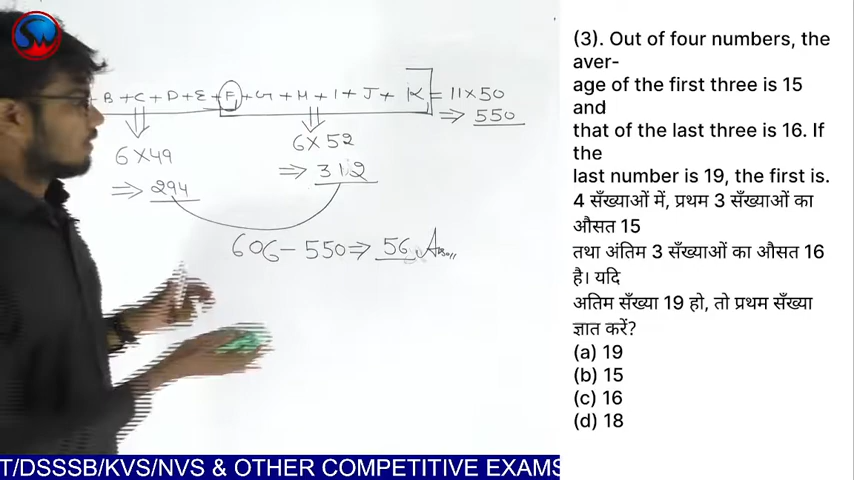 SW
+ B + C + D + E + F + G + H + I + J + K = 11 × 50
⇒ 550
6 × 49
⇒ 294
6 × 52
⇒ 312
606 - 550 ⇒ 56 Ans
(3). Out of four numbers, the
aver-
age of the first three is 15
and
that of the last three is 16. If
the
last number is 19, the first is.
4 सँख्याओं में, प्रथम 3 सँख्याओं का
औसत 15
तथा अंतिम 3 सँख्याओं का औसत 16
है। यदि
अतिम सँख्या 19 हो, तो प्रथम सँख्या
ज्ञात करें?
(a) 19
(b) 15
(c) 16
(d) 18
T/DSSSB/KVS/NVS & OTHER COMPETITIVE EXAMS